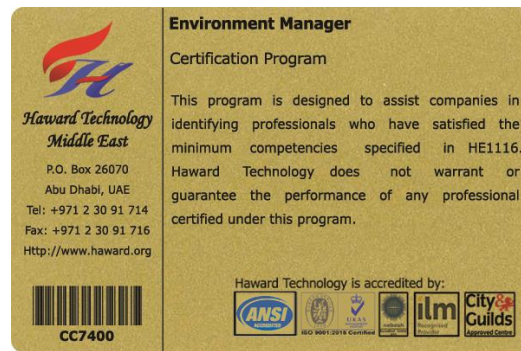 Environment Manager
Certification Program
This program is designed to assist companies in
identifying professionals who have satisfied the
minimum competencies specified in HE1116.
Haward Technology does not warrant or
guarantee the performance of any professional
certified under this program.
Haward Technology
Middle East
P.O. Box 26070
Abu Dhabi, UAE
Tel: +971 2 30 91 714
Fax: +971 2 30 91 716
Http://www.haward.org
CC7400
Haward Technology is accredited by:
ANSI
ACCREDITED
ISO 9001:2015 Certified
UKAS
ilm
Recognised
Provider
City&
Guilds
Approved Centre